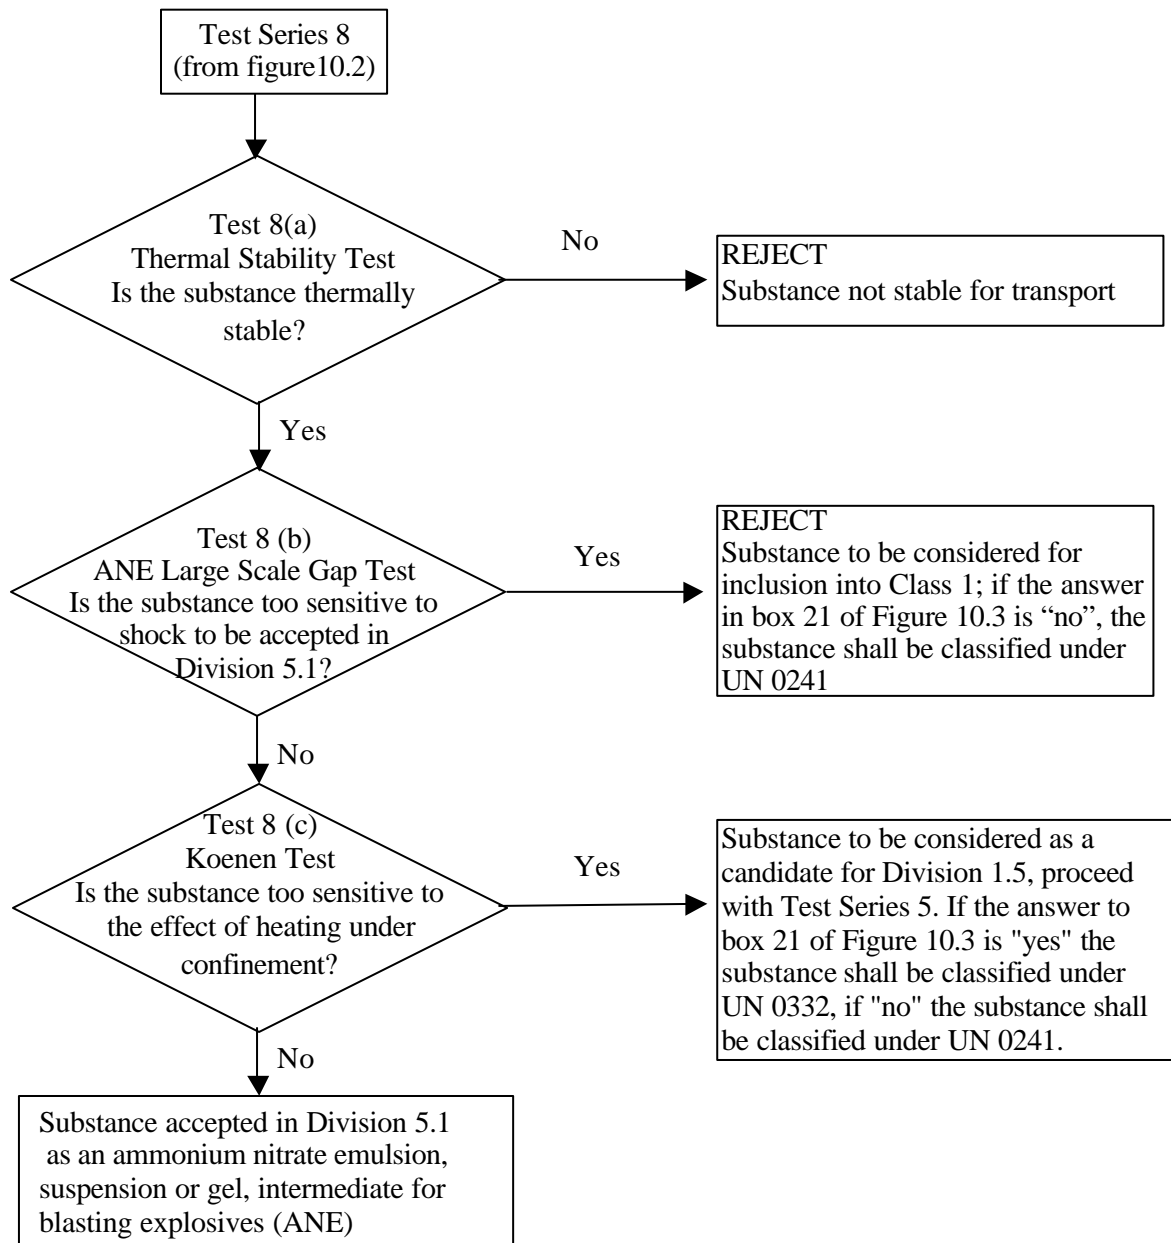 Test Series 8
(from figure10.2)
Test 8(a)
Thermal Stability Test
Is the substance thermally
stable?
No
REJECT
Substance not stable for transport
Yes
Test 8 (b)
ANE Large Scale Gap Test
Is the substance too sensitive to
shock to be accepted in
Division 5.1?
Yes
REJECT
Substance to be considered for
inclusion into Class 1; if the answer
in box 21 of Figure 10.3 is “no”, the
substance shall be classified under
UN 0241
No
Test 8 (c)
Koenen Test
Is the substance too sensitive to
the effect of heating under
confinement?
Yes
Substance to be considered as a
candidate for Division 1.5, proceed
with Test Series 5. If the answer to
box 21 of Figure 10.3 is "yes" the
substance shall be classified under
UN 0332, if "no" the substance shall
be classified under UN 0241.
No
Substance accepted in Division 5.1
as an ammonium nitrate emulsion,
suspension or gel, intermediate for
blasting explosives (ANE)